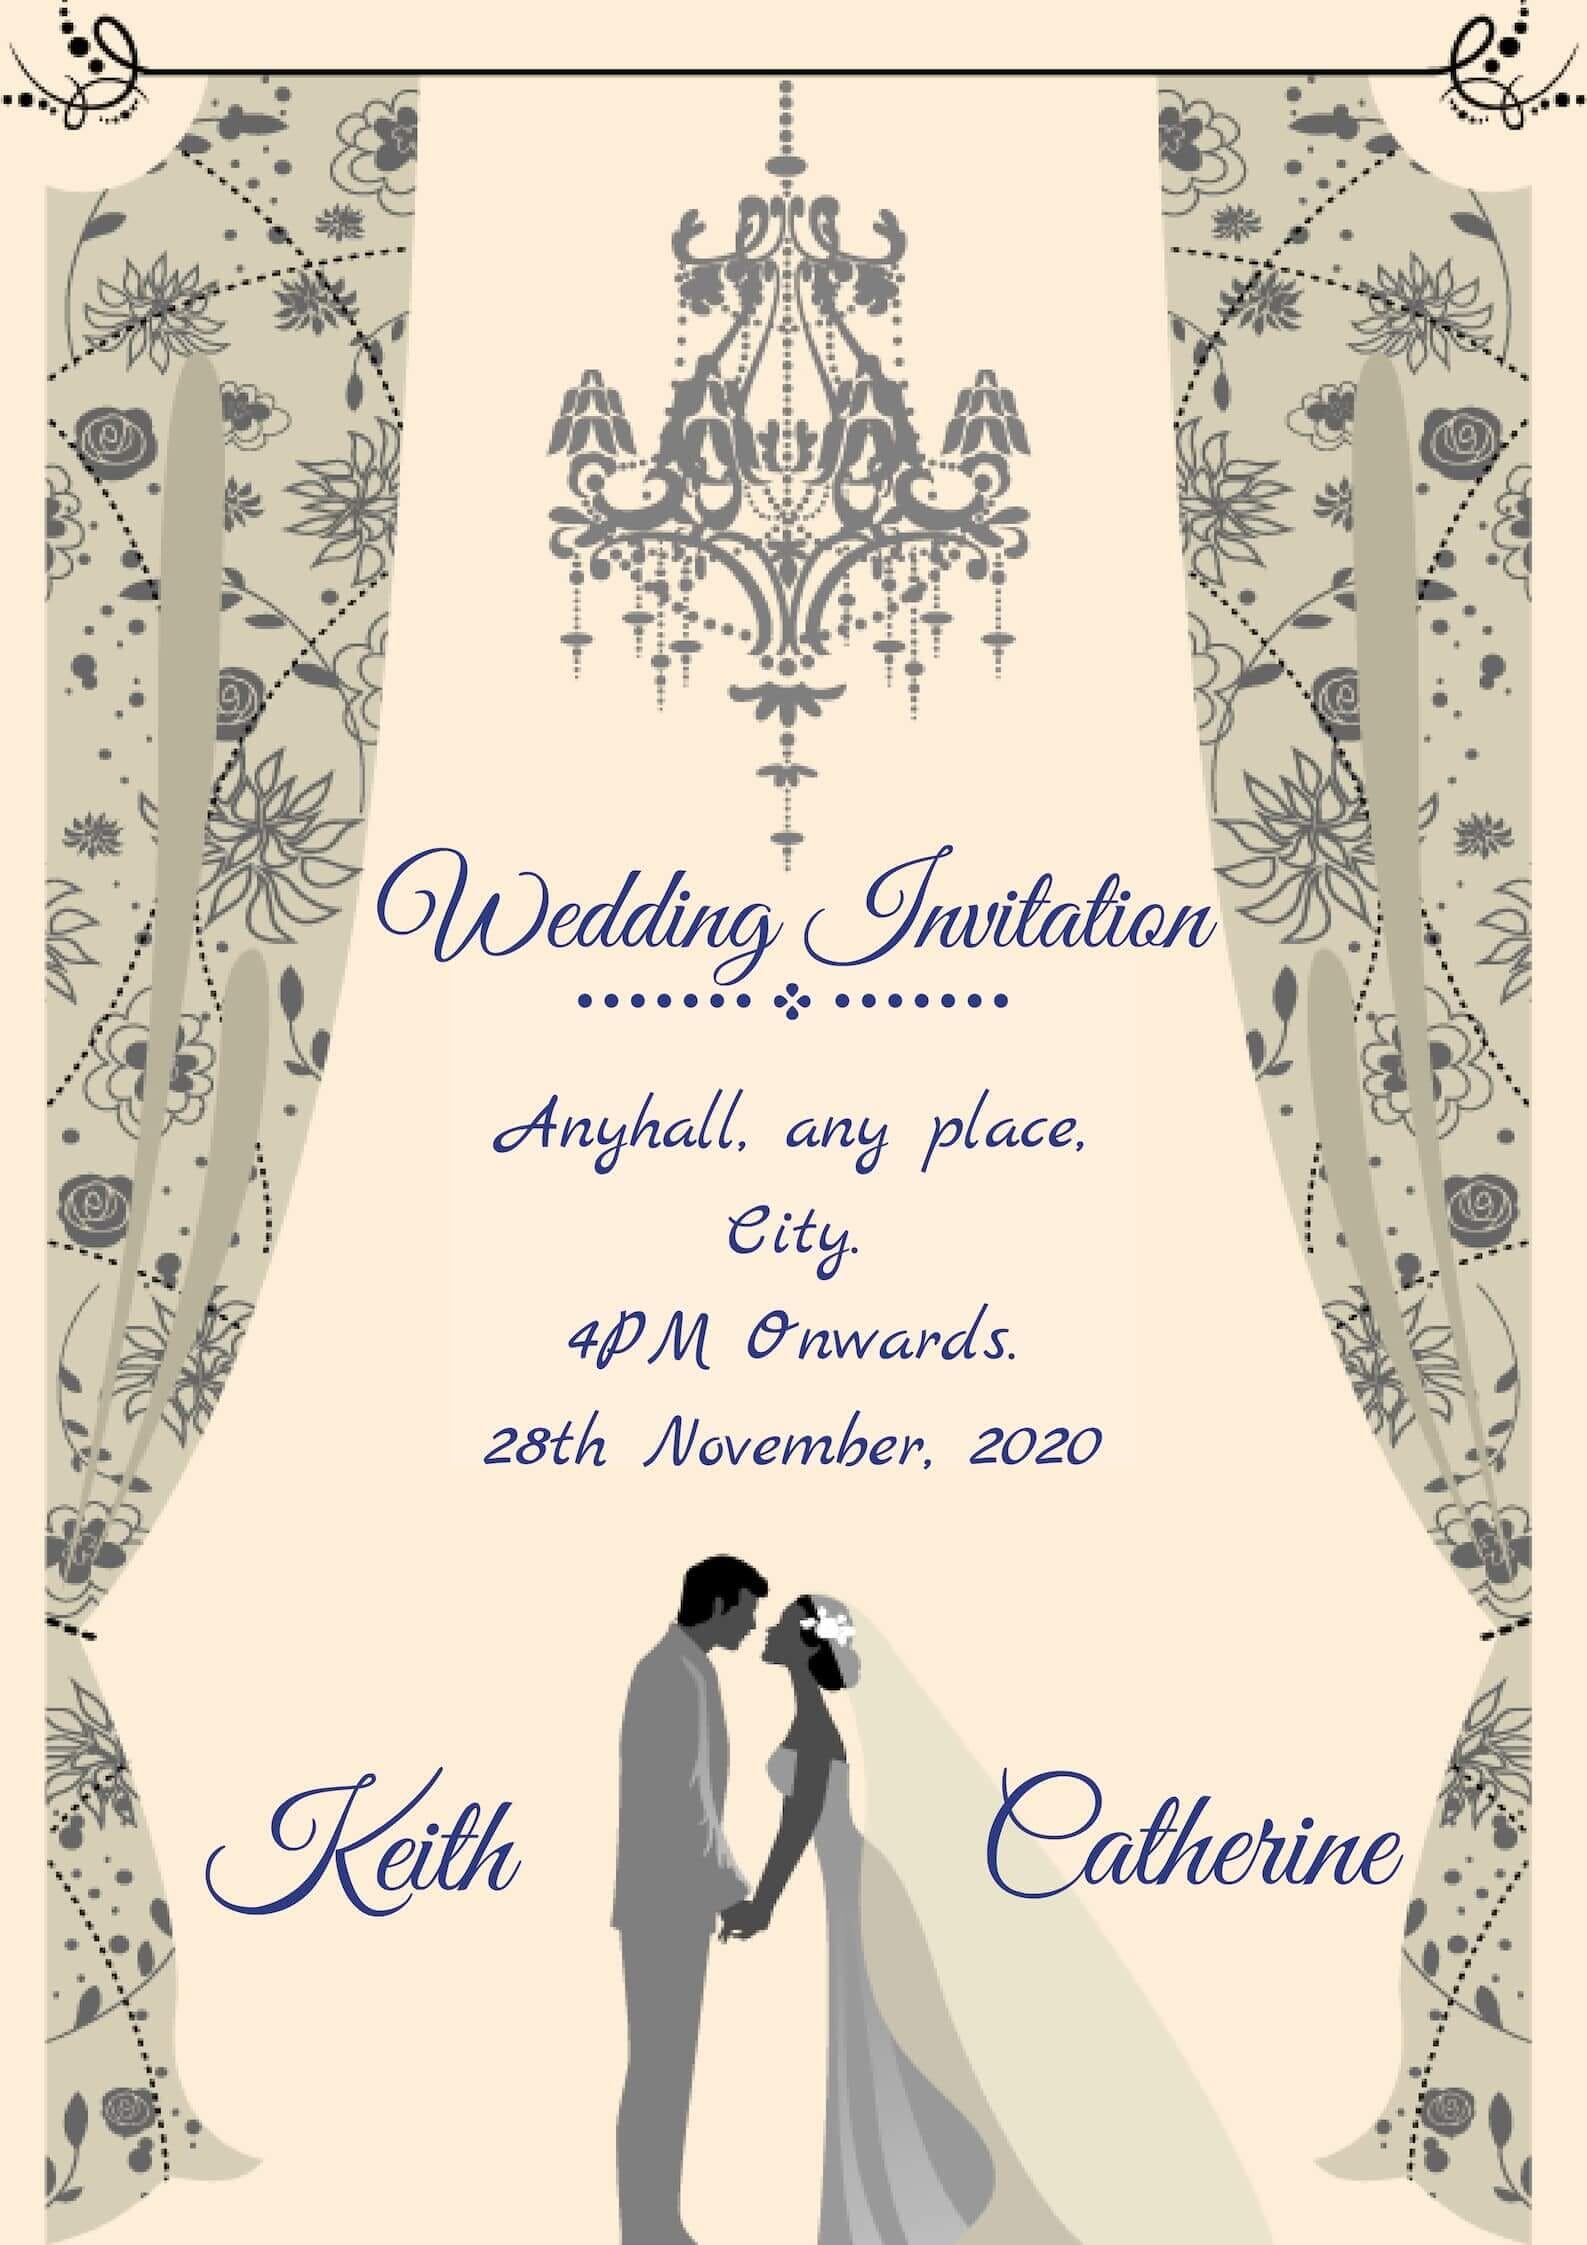 Wedding Invitation
Anyhall, any place,
City.
4PM Onwards.
28th November, 2020
Keith
Catherine